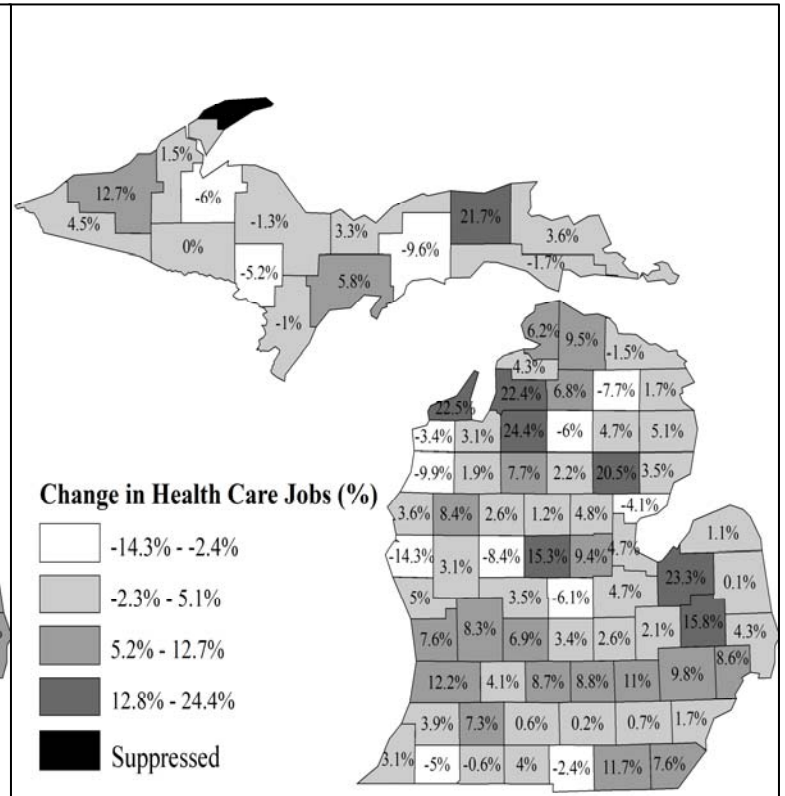 1.5%
12.7% -6% 21.7%
4.5% -1.3% 3.3% 3.6%
0% -9.6%
-5.2% 5.8% -1.7%
-1%
6.2% 9.5% -1.5%
4.3%
22.4% 6.8% -7.7% 1.7%
22.5%
-3.4% 3.1% 24.4% -6% 4.7% 5.1%
-9.9% 1.9% 7.7% 2.2% 20.5% 3.5%
Change in Health Care Jobs (%)
-14.3% - -2.4%
-2.3% - 5.1%
5.2% - 12.7%
12.8% - 24.4%
Suppressed
-4.1%
3.6% 8.4% 2.6% 1.2% 4.8%
1.1%
-14.3% 3.1% -8.4% 15.3% 9.4% 4.7%
23.3% 0.1%
5% 3.5% -6.1% 4.7%
7.6% 8.3% 6.9% 3.4% 2.6% 2.1% 15.8% 4.3%
12.2% 4.1% 8.7% 8.8% 11% 9.8% 8.6%
3.9% 7.3% 0.6% 0.2% 0.7% 1.7%
3.1% -5% -0.6% 4% -2.4% 11.7% 7.6%